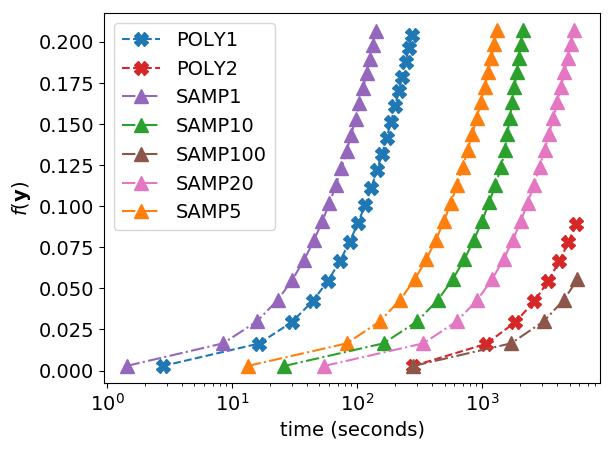 0.200
0.175
0.150
0.125
0.100
0.075
0.050
0.025
0.000
f(y)
POLY1
POLY2
SAMP1
SAMP10
SAMP100
SAMP20
SAMP5
10⁰ 10¹ 10² 10³
time (seconds)